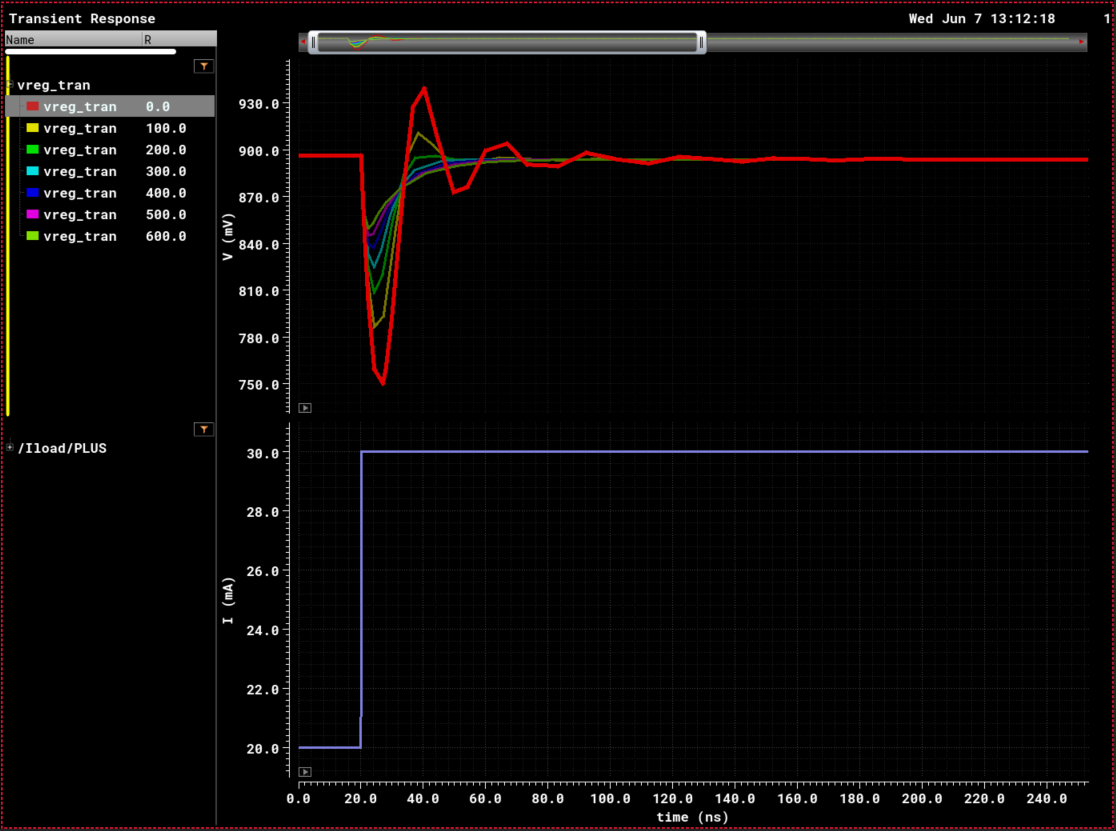 Transient Response
Wed Jun 7 13:12:18 1
Name R
vreg_tran
vreg_tran 0.0
vreg_tran 100.0
vreg_tran 200.0
vreg_tran 300.0
vreg_tran 400.0
vreg_tran 500.0
vreg_tran 600.0
930.0
900.0
870.0
840.0
810.0
780.0
750.0
V (mV)
/Iload/PLUS
30.0
28.0
26.0
24.0
22.0
20.0
I (mA)
0.0 20.0 40.0 60.0 80.0 100.0 120.0 140.0 160.0 180.0 200.0 220.0 240.0
time (ns)